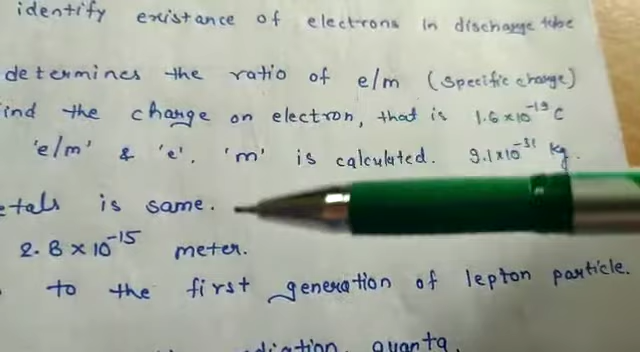 identify existance of electrons in discharge tube
determines the ratio of e/m (specific charge)
ind the charge on electron, that is 1.6×10⁻¹⁹ C
'e/m' & 'e'. 'm' is calculated. 9.1×10⁻³¹ kg.
etals is same.
2.8 × 10⁻¹⁵ meter.
to the first generation of lepton particle.
diation quanta.